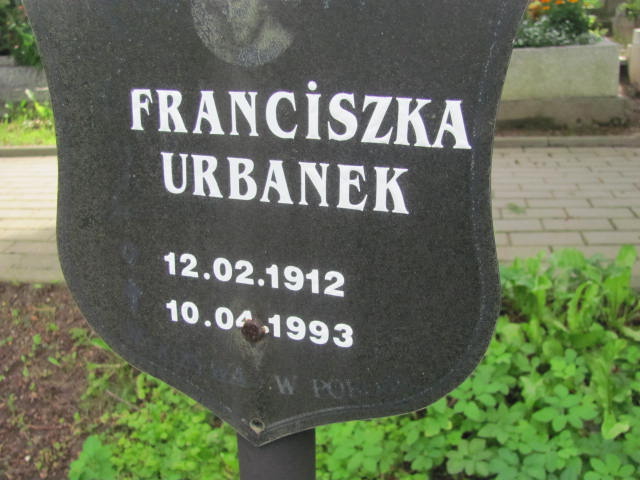 FRANCİSZKA
URBANEK
12.02.1912
10.04.1993
W